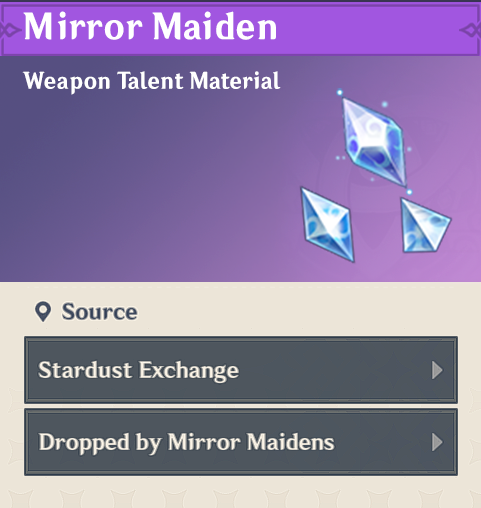 Mirror Maiden
Weapon Talent Material
Source
Stardust Exchange
Dropped by Mirror Maidens